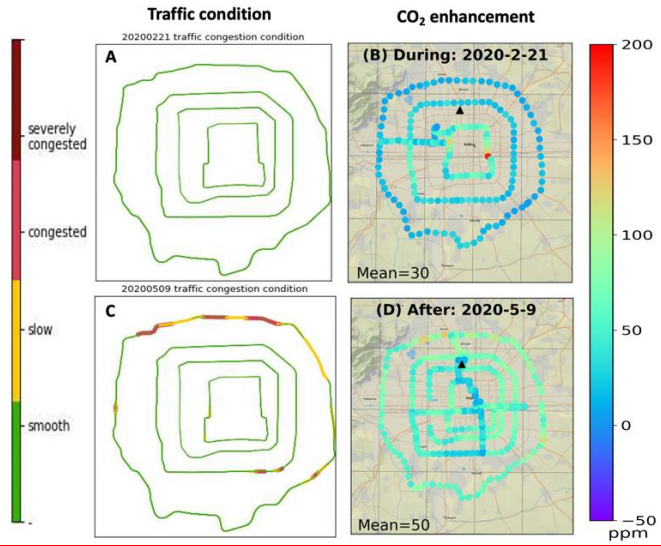 Traffic condition
CO₂ enhancement
20200221 traffic congestion condition
A
(B) During: 2020-2-21
Mean=30
severely
congested
congested
slow
smooth
20200509 traffic congestion condition
C
(D) After: 2020-5-9
Mean=50
200
150
100
50
0
−50
ppm